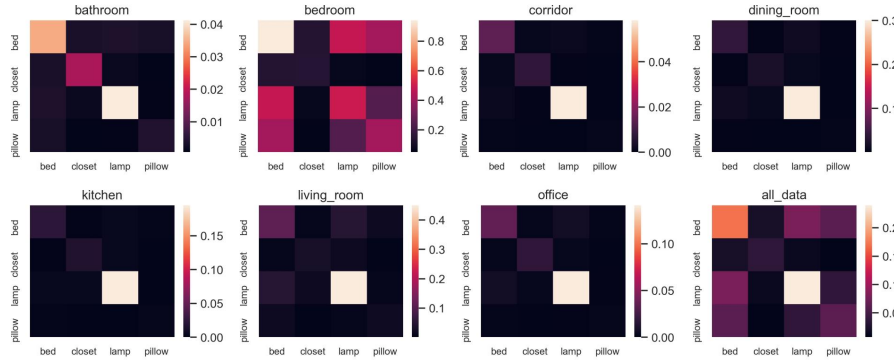 bathroom
bed
closet
lamp
pillow
bed closet lamp pillow
0.04
0.03
0.02
0.01
bedroom
bed
closet
lamp
pillow
bed closet lamp pillow
0.8
0.6
0.4
0.2
corridor
bed
closet
lamp
pillow
bed closet lamp pillow
0.04
0.02
0.00
dining_room
bed
closet
lamp
pillow
bed closet lamp pillow
kitchen
bed
closet
lamp
pillow
bed closet lamp pillow
0.15
0.10
0.05
0.00
living_room
bed
closet
lamp
pillow
bed closet lamp pillow
0.4
0.3
0.2
0.1
office
bed
closet
lamp
pillow
bed closet lamp pillow
0.10
0.05
0.00
all_data
bed
closet
lamp
pillow
bed closet lamp pillow